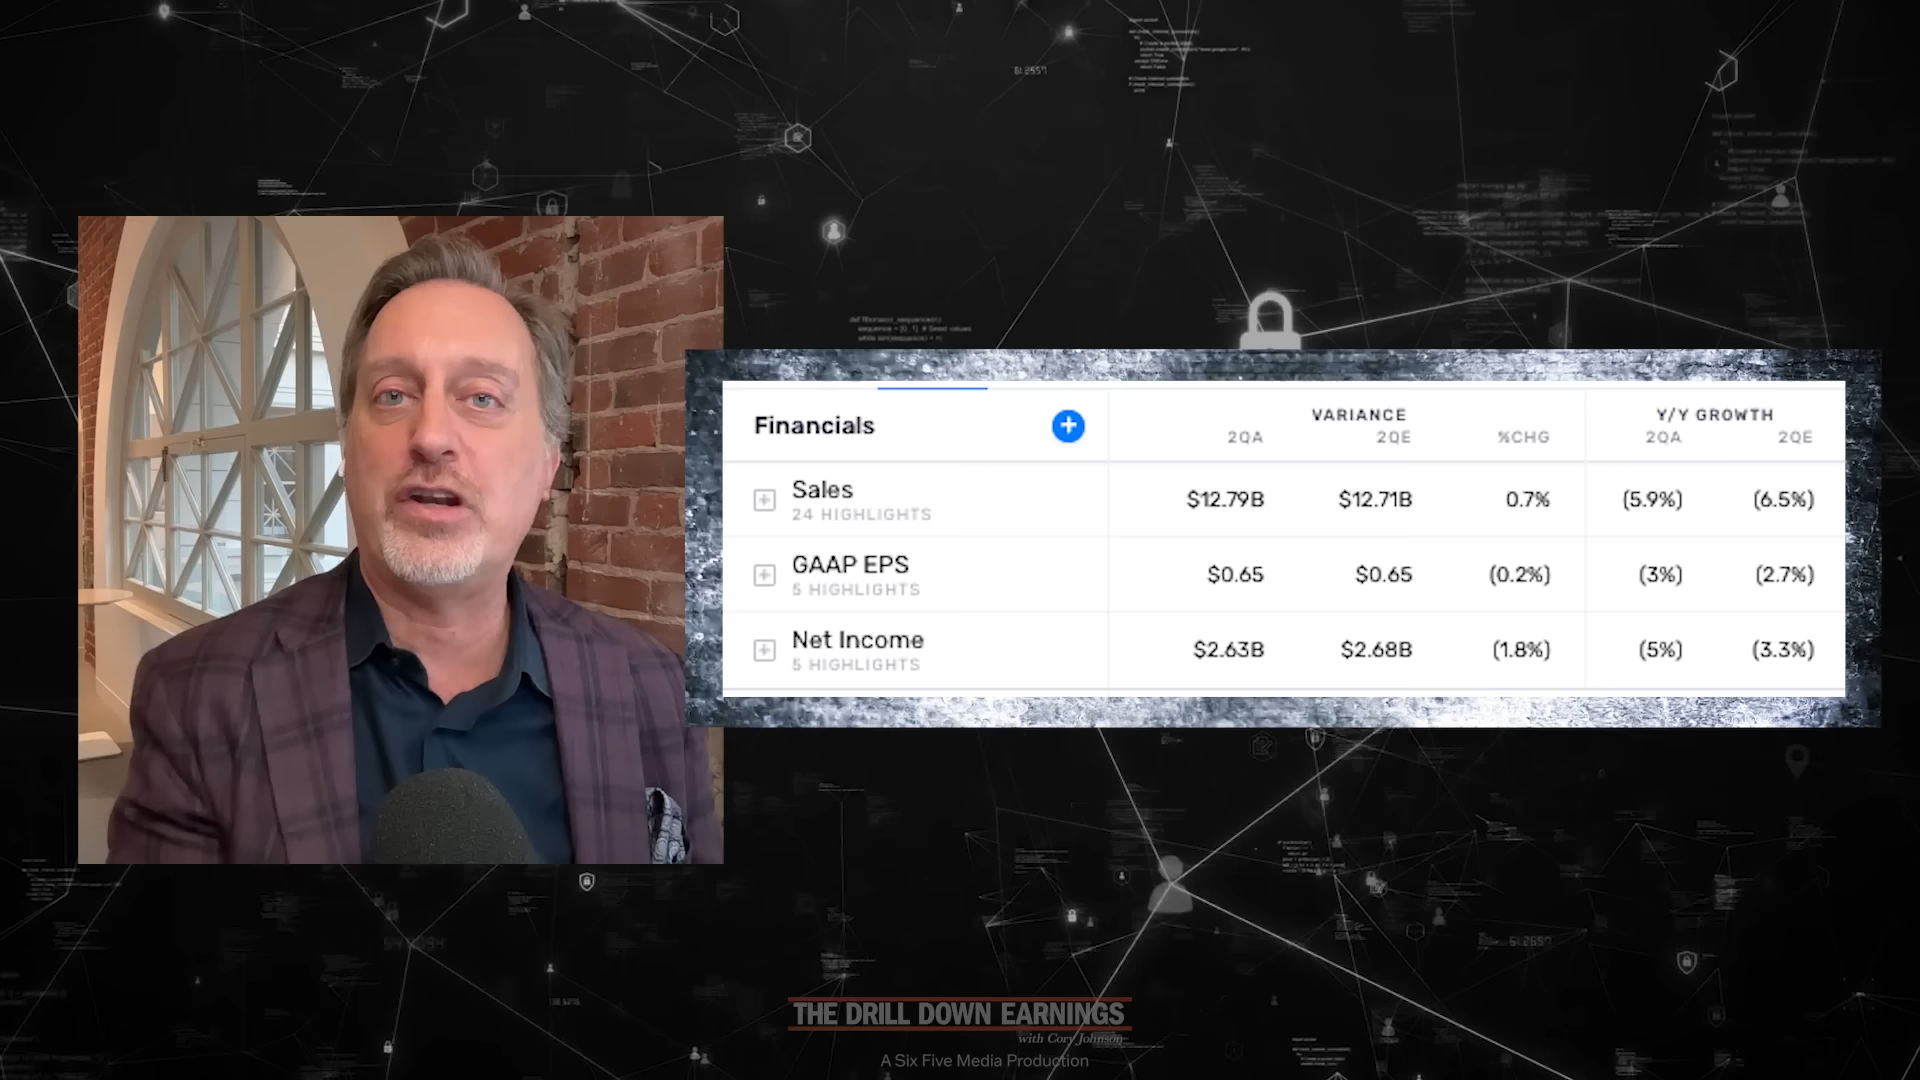 61.2557
Financials
VARIANCE
Y/Y GROWTH
2QA
2QE
%CHG
2QA
2QE
Sales
24 HIGHLIGHTS
$12.79B
$12.71B
0.7%
(5.9%)
(6.5%)
GAAP EPS
5 HIGHLIGHTS
$0.65
$0.65
(0.2%)
(3%)
(2.7%)
Net Income
5 HIGHLIGHTS
$2.63B
$2.68B
(1.8%)
(5%)
(3.3%)
THE DRILL DOWN EARNINGS
with Cory Johnson
A Six Five Media Production